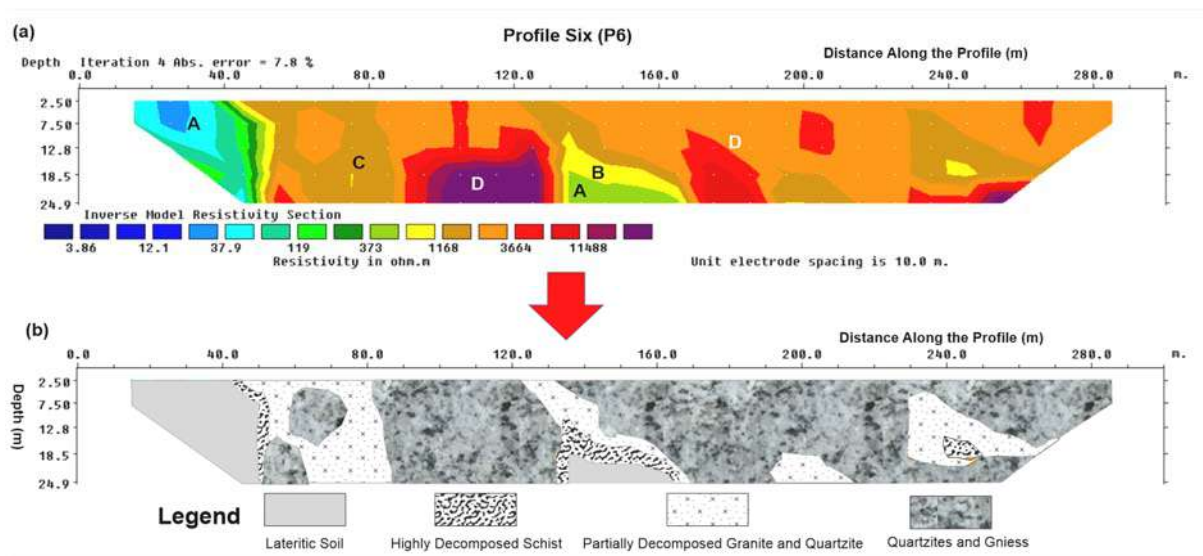 (a)
Profile Six (P6)
Distance Along the Profile (m)
Depth Iteration 4 Abs. error = 7.8 %
0.0 40.0 80.0 120.0 160.0 200.0 240.0 280.0 m.
2.50
7.50
12.8
18.5
24.9
A
C
D
B
A
D
Inverse Model Resistivity Section
3.86 12.1 37.9 119 373 1168 3664 11488
Resistivity in ohm.m
Unit electrode spacing is 10.0 m.
(b)
Distance Along the Profile (m)
0.0 40.0 80.0 120.0 160.0 200.0 240.0 280.0 m.
Depth (m)
2.50
7.50
12.8
18.5
24.9
Legend
Lateritic Soil
Highly Decomposed Schist
Partially Decomposed Granite and Quartzite
Quartzites and Gniess